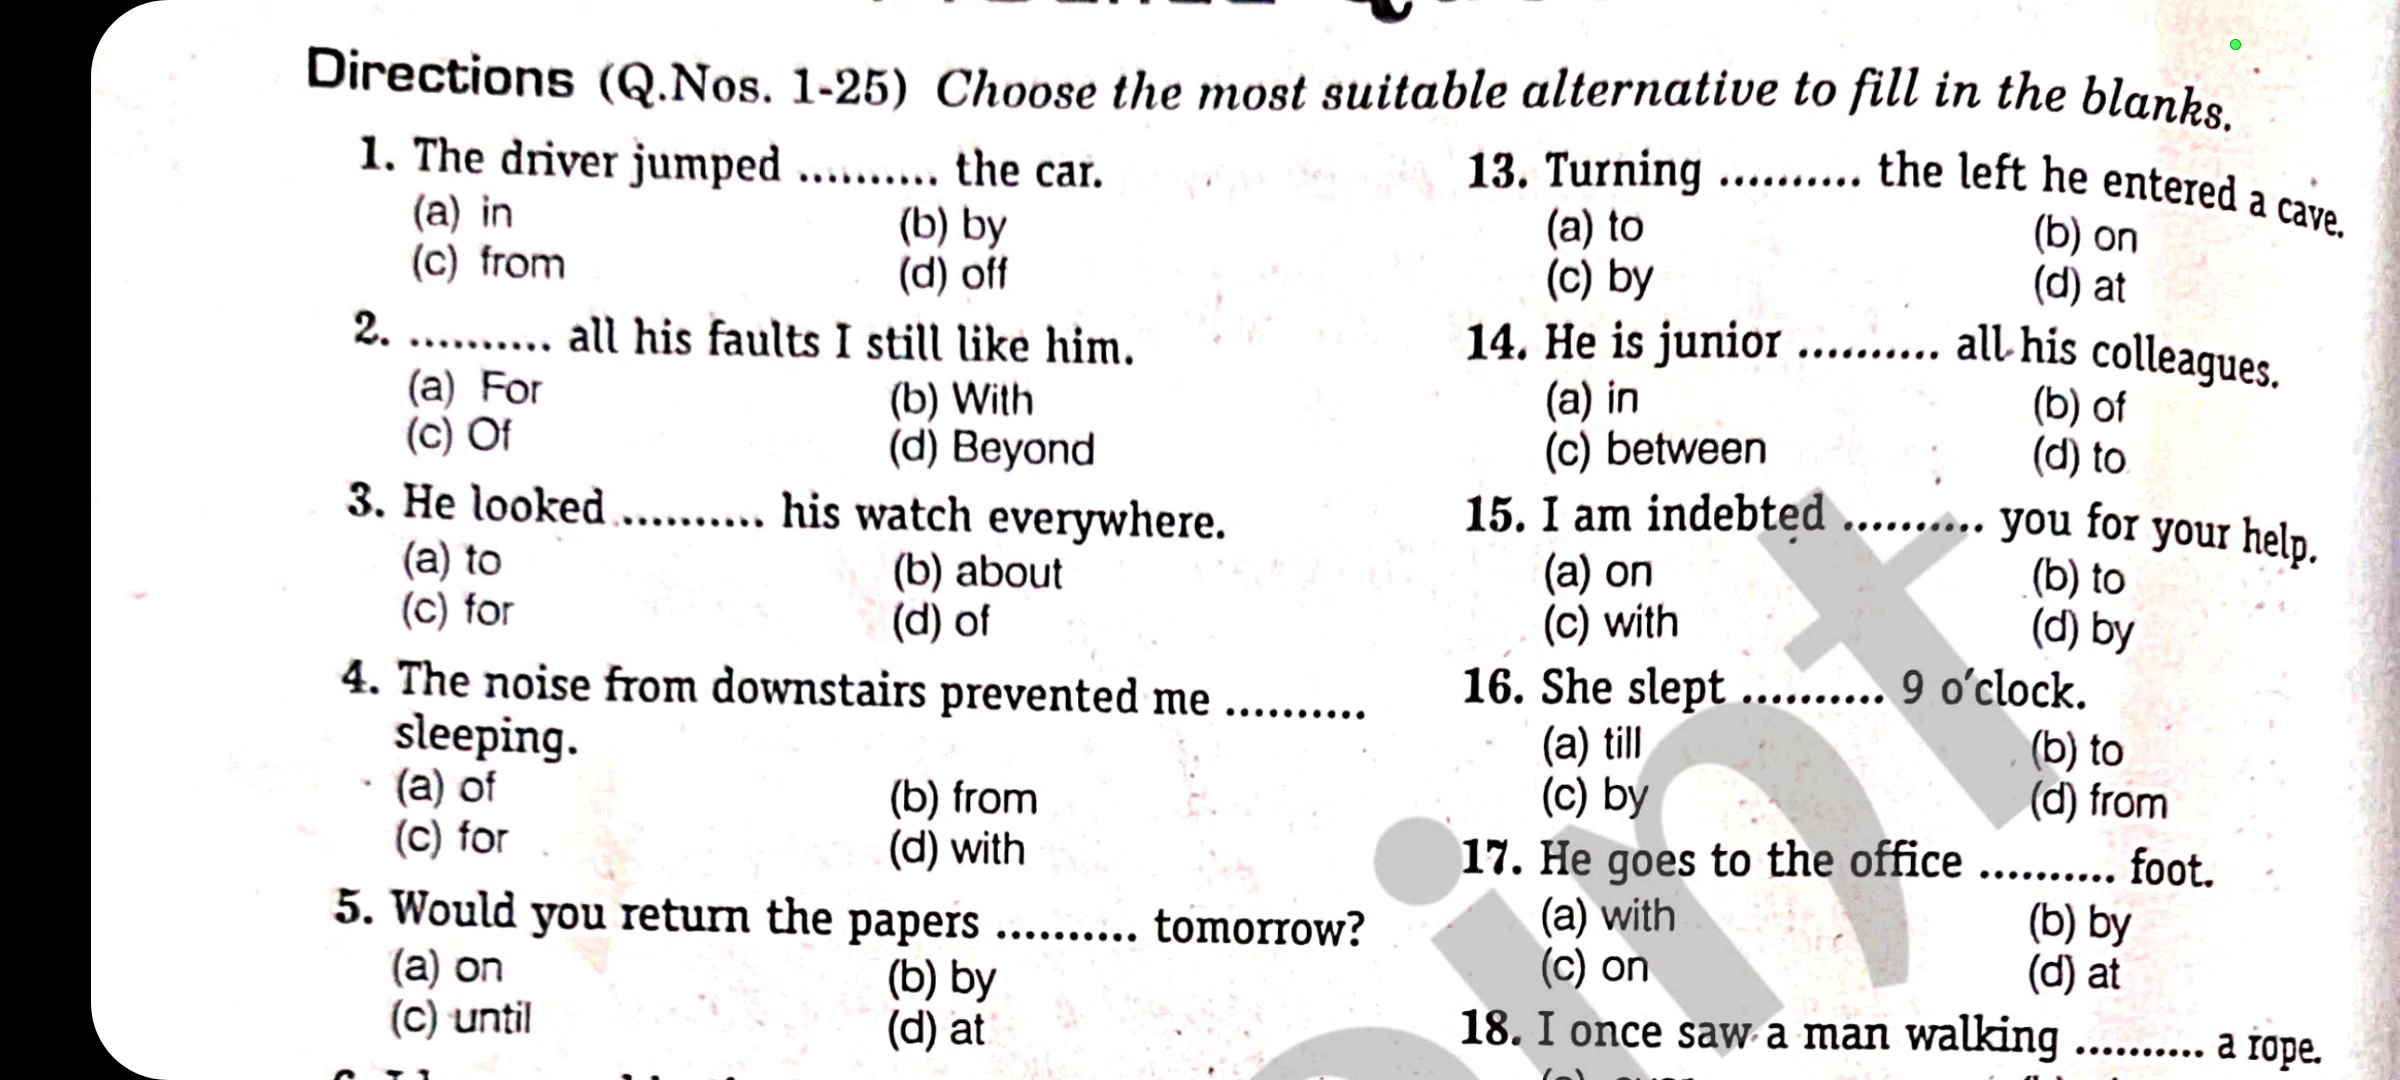 Directions (Q.Nos. 1-25) Choose the most suitable alternative to fill in the blanks.
1. The driver jumped .......... the car.
(a) in (b) by
(c) from (d) off
2. .......... all his faults I still like him.
(a) For (b) With
(c) Of (d) Beyond
3. He looked .......... his watch everywhere.
(a) to (b) about
(c) for (d) of
4. The noise from downstairs prevented me ..........
sleeping.
(a) of (b) from
(c) for (d) with
5. Would you return the papers .......... tomorrow?
(a) on (b) by
(c) until (d) at
13. Turning .......... the left he entered a cave.
(a) to (b) on
(c) by (d) at
14. He is junior .......... all his colleagues.
(a) in (b) of
(c) between (d) to
15. I am indebted .......... you for your help.
(a) on (b) to
(c) with (d) by
16. She slept .......... 9 o'clock.
(a) till (b) to
(c) by (d) from
17. He goes to the office .......... foot.
(a) with (b) by
(c) on (d) at
18. I once saw a man walking .......... a rope.